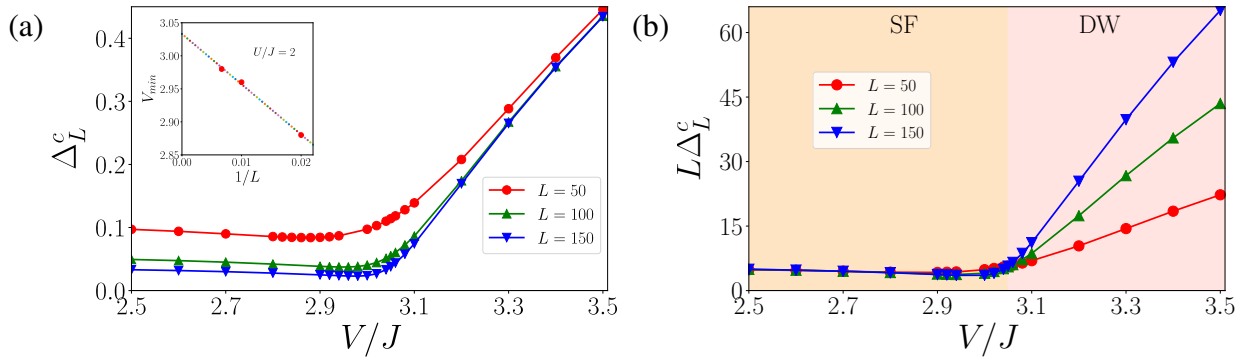 (a)
0.4
0.3
0.2
0.1
0.0
Δ^c_L
2.5 2.7 2.9 3.1 3.3 3.5
V/J
3.05
3.00
2.95
2.90
2.85
V_min
U/J = 2
0.00 0.01 0.02
1/L
L = 50
L = 100
L = 150
(b)
SF DW
60
45
30
15
0
LΔ^c_L
L = 50
L = 100
L = 150
2.5 2.7 2.9 3.1 3.3 3.5
V/J